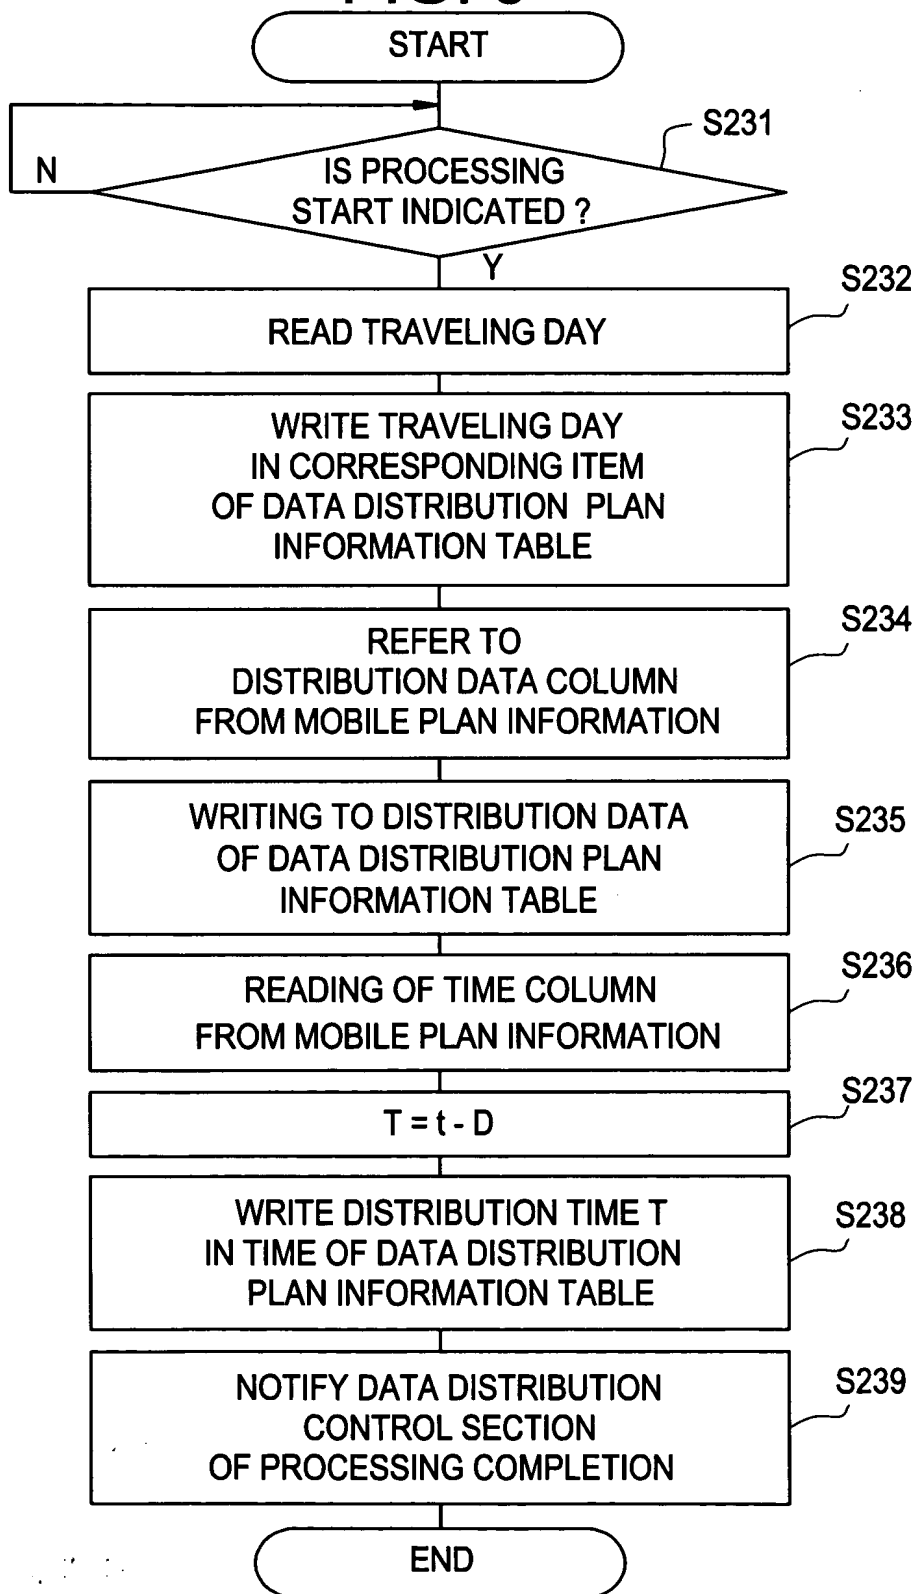 START
S231
N
IS PROCESSING
START INDICATED ?
Y
S232
READ TRAVELING DAY
S233
WRITE TRAVELING DAY
IN CORRESPONDING ITEM
OF DATA DISTRIBUTION PLAN
INFORMATION TABLE
S234
REFER TO
DISTRIBUTION DATA COLUMN
FROM MOBILE PLAN INFORMATION
S235
WRITING TO DISTRIBUTION DATA
OF DATA DISTRIBUTION PLAN
INFORMATION TABLE
S236
READING OF TIME COLUMN
FROM MOBILE PLAN INFORMATION
S237
T = t - D
S238
WRITE DISTRIBUTION TIME T
IN TIME OF DATA DISTRIBUTION
PLAN INFORMATION TABLE
S239
NOTIFY DATA DISTRIBUTION
CONTROL SECTION
OF PROCESSING COMPLETION
END